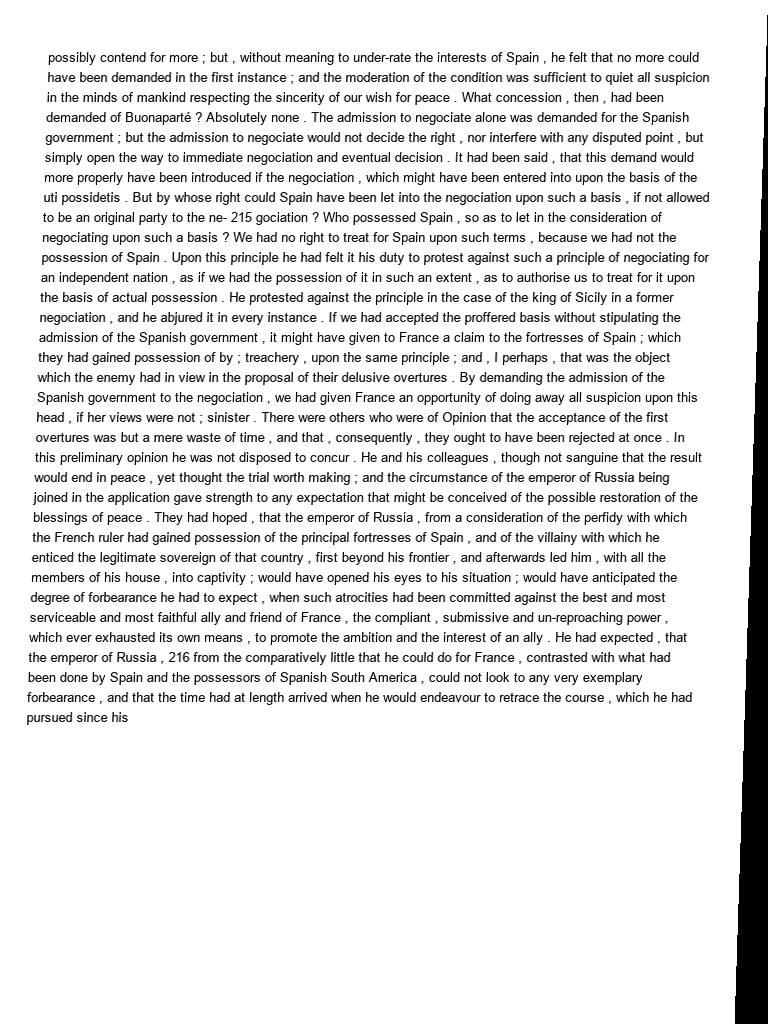 possibly contend for more ; but , without meaning to under-rate the interests of Spain , he felt that no more could
have been demanded in the first instance ; and the moderation of the condition was sufficient to quiet all suspicion
in the minds of mankind respecting the sincerity of our wish for peace . What concession , then , had been
demanded of Buonaparté ? Absolutely none . The admission to negociate alone was demanded for the Spanish
government ; but the admission to negociate would not decide the right , nor interfere with any disputed point , but
simply open the way to immediate negociation and eventual decision . It had been said , that this demand would
more properly have been introduced if the negociation , which might have been entered into upon the basis of the
uti possidetis . But by whose right could Spain have been let into the negociation upon such a basis , if not allowed
to be an original party to the ne- 215 gociation ? Who possessed Spain , so as to let in the consideration of
negociating upon such a basis ? We had no right to treat for Spain upon such terms , because we had not the
possession of Spain . Upon this principle he had felt it his duty to protest against such a principle of negociating for
an independent nation , as if we had the possession of it in such an extent , as to authorise us to treat for it upon
the basis of actual possession . He protested against the principle in the case of the king of Sicily in a former
negociation , and he abjured it in every instance . If we had accepted the proffered basis without stipulating the
admission of the Spanish government , it might have given to France a claim to the fortresses of Spain ; which
they had gained possession of by ; treachery , upon the same principle ; and , I perhaps , that was the object
which the enemy had in view in the proposal of their delusive overtures . By demanding the admission of the
Spanish government to the negociation , we had given France an opportunity of doing away all suspicion upon this
head , if her views were not ; sinister . There were others who were of Opinion that the acceptance of the first
overtures was but a mere waste of time , and that , consequently , they ought to have been rejected at once . In
this preliminary opinion he was not disposed to concur . He and his colleagues , though not sanguine that the result
would end in peace , yet thought the trial worth making ; and the circumstance of the emperor of Russia being
joined in the application gave strength to any expectation that might be conceived of the possible restoration of the
blessings of peace . They had hoped , that the emperor of Russia , from a consideration of the perfidy with which
the French ruler had gained possession of the principal fortresses of Spain , and of the villainy with which he
enticed the legitimate sovereign of that country , first beyond his frontier , and afterwards led him , with all the
members of his house , into captivity ; would have opened his eyes to his situation ; would have anticipated the
degree of forbearance he had to expect , when such atrocities had been committed against the best and most
serviceable and most faithful ally and friend of France , the compliant , submissive and un-reproaching power ,
which ever exhausted its own means , to promote the ambition and the interest of an ally . He had expected , that
the emperor of Russia , 216 from the comparatively little that he could do for France , contrasted with what had
been done by Spain and the possessors of Spanish South America , could not look to any very exemplary
forbearance , and that the time had at length arrived when he would endeavour to retrace the course , which he had
pursued since his